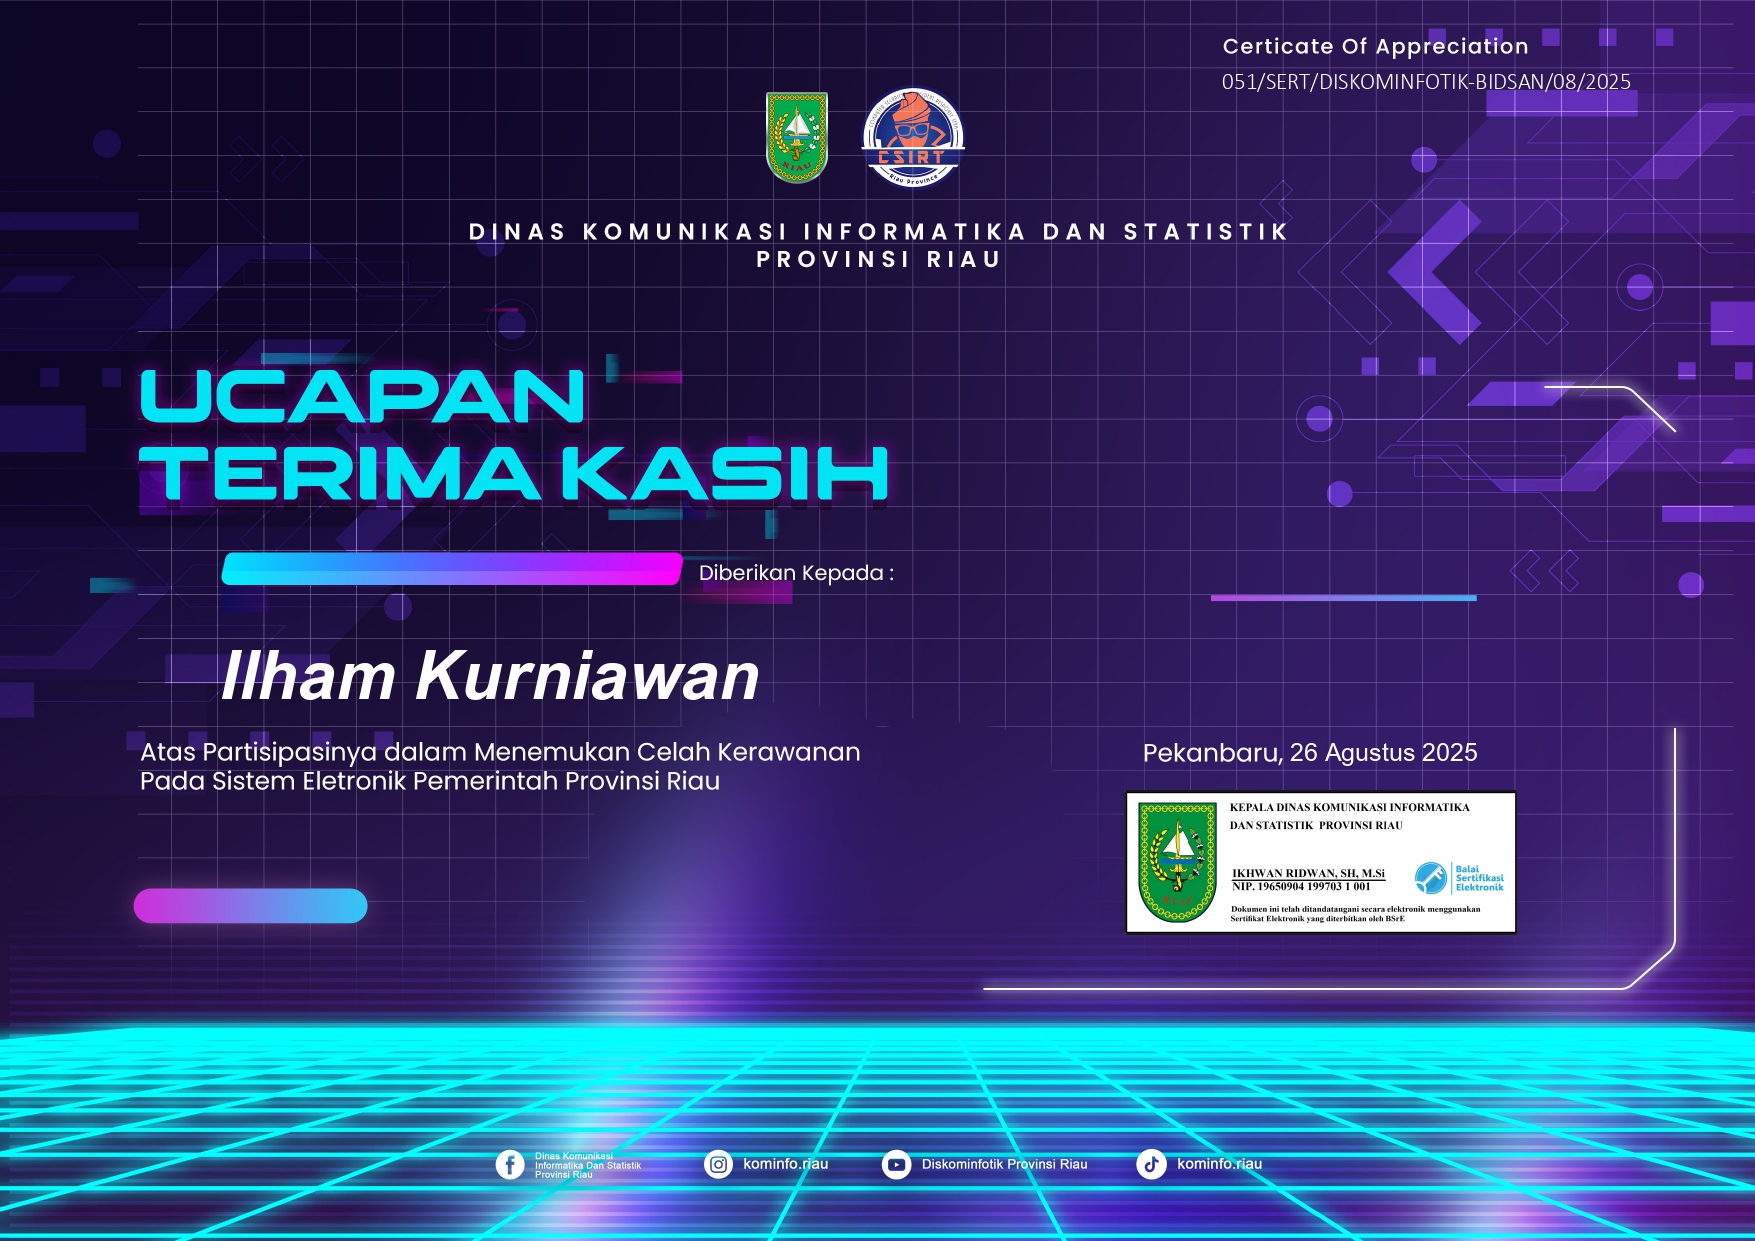 Certicate Of Appreciation
051/SERT/DISKOMINFOTIK-BIDSAN/08/2025
RIAU
CSIRT
Riau Province
DINAS KOMUNIKASI INFORMATIKA DAN STATISTIK
PROVINSI RIAU
UCAPAN
TERIMA KASIH
Diberikan Kepada :
Ilham Kurniawan
Atas Partisipasinya dalam Menemukan Celah Kerawanan
Pada Sistem Eletronik Pemerintah Provinsi Riau
Pekanbaru, 26 Agustus 2025
KEPALA DINAS KOMUNIKASI INFORMATIKA
DAN STATISTIK PROVINSI RIAU
IKHWAN RIDWAN, SH, M.Si
NIP. 19650904 199703 1 001
RIAU
Balai
Sertifikasi
Elektronik
Dokumen ini telah ditandatangani secara elektronik menggunakan
Sertifikat Elektronik yang diterbitkan oleh BSrE
Dinas Komunikasi
Informatika Dan Statistik
Provinsi Riau
kominfo.riau
Diskominfotik Provinsi Riau
kominfo.riau